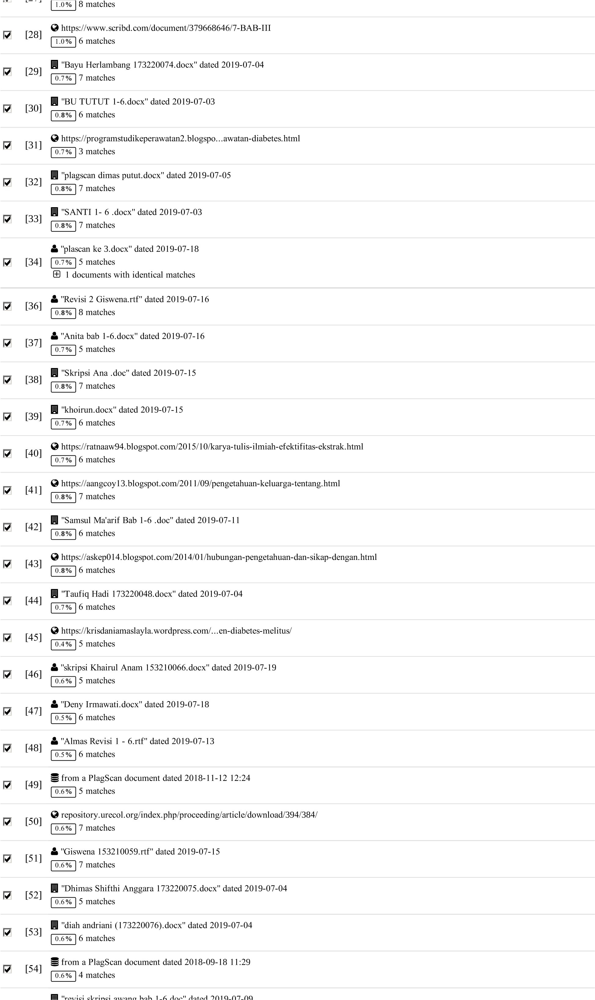 1.0% 8 matches
[28] https://www.scribd.com/document/379668646/7-BAB-III
1.0% 6 matches
[29] "Bayu Herlambang 173220074.docx" dated 2019-07-04
0.7% 7 matches
[30] "BU TUTUT 1-6.docx" dated 2019-07-03
0.8% 6 matches
[31] https://programstudikeperawatan2.blogspo...awatan-diabetes.html
0.7% 3 matches
[32] "plagscan dimas putut.docx" dated 2019-07-05
0.8% 7 matches
[33] "SANTI 1- 6 .docx" dated 2019-07-03
0.8% 7 matches
"plascan ke 3.docx" dated 2019-07-18
[34] 0.7% 5 matches
1 documents with identical matches
[36] "Revisi 2 Giswena.rtf" dated 2019-07-16
0.8% 8 matches
[37] "Anita bab 1-6.docx" dated 2019-07-16
0.7% 5 matches
[38] "Skripsi Ana .doc" dated 2019-07-15
0.8% 7 matches
[39] "khoirun.docx" dated 2019-07-15
0.7% 6 matches
[40] https://ratnaaw94.blogspot.com/2015/10/karya-tulis-ilmiah-efektifitas-ekstrak.html
0.7% 6 matches
[41] https://aangcoy13.blogspot.com/2011/09/pengetahuan-keluarga-tentang.html
0.8% 7 matches
[42] "Samsul Ma'arif Bab 1-6 .doc" dated 2019-07-11
0.8% 6 matches
[43] https://askep014.blogspot.com/2014/01/hubungan-pengetahuan-dan-sikap-dengan.html
0.8% 6 matches
[44] "Taufiq Hadi 173220048.docx" dated 2019-07-04
0.7% 6 matches
[45] https://krisdaniamaslayla.wordpress.com/...en-diabetes-melitus/
0.4% 5 matches
[46] "skripsi Khairul Anam 153210066.docx" dated 2019-07-19
0.6% 5 matches
[47] "Deny Irmawati.docx" dated 2019-07-18
0.5% 6 matches
[48] "Almas Revisi 1 - 6.rtf" dated 2019-07-13
0.5% 6 matches
[49] from a PlagScan document dated 2018-11-12 12:24
0.6% 5 matches
[50] repository.urecol.org/index.php/proceeding/article/download/394/384/
0.6% 7 matches
[51] "Giswena 153210059.rtf" dated 2019-07-15
0.6% 7 matches
[52] "Dhimas Shifthi Anggara 173220075.docx" dated 2019-07-04
0.6% 5 matches
[53] "diah andriani (173220076).docx" dated 2019-07-04
0.6% 6 matches
[54] from a PlagScan document dated 2018-09-18 11:29
0.6% 4 matches
"revisi skripsi awang bab 1-6.doc" dated 2019-07-09